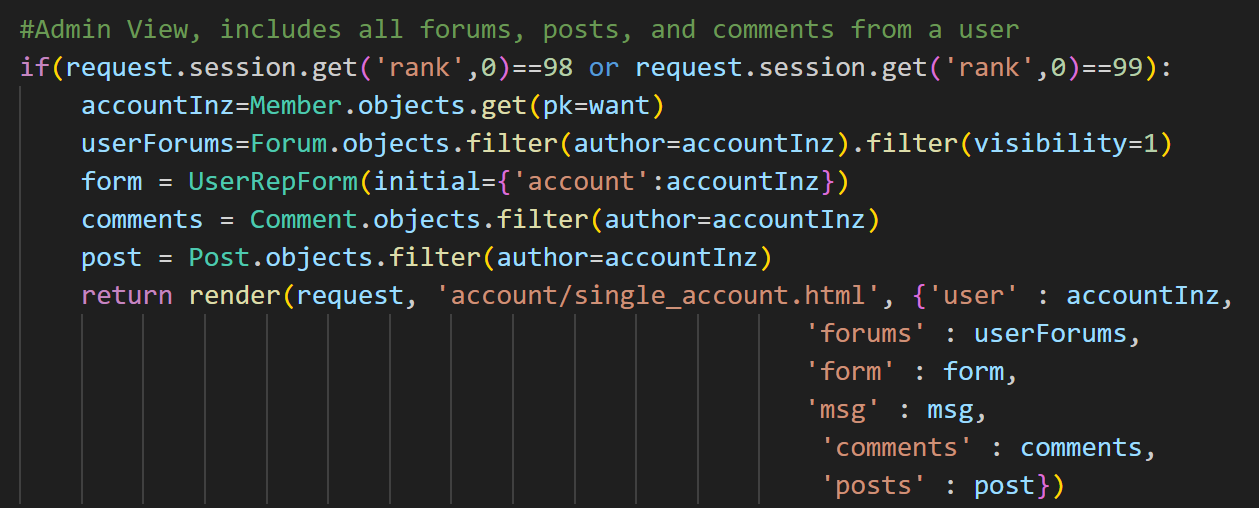 #Admin View, includes all forums, posts, and comments from a user
if(request.session.get('rank',0)==98 or request.session.get('rank',0)==99):
    accountInz=Member.objects.get(pk=want)
    userForums=Forum.objects.filter(author=accountInz).filter(visibility=1)
    form = UserRepForm(initial={'account':accountInz})
    comments = Comment.objects.filter(author=accountInz)
    post = Post.objects.filter(author=accountInz)
    return render(request, 'account/single_account.html', {'user' : accountInz,
                                                   'forums' : userForums,
                                                   'form' : form,
                                                   'msg' : msg,
                                                    'comments' : comments,
                                                    'posts' : post})